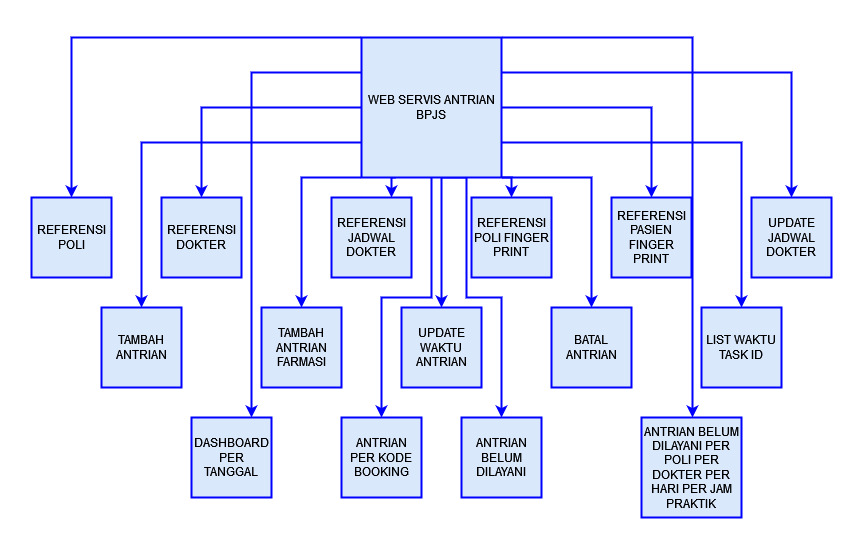 WEB SERVIS ANTRIAN
BPJS
REFERENSI
POLI
REFERENSI
DOKTER
REFERENSI
JADWAL
DOKTER
REFERENSI
POLI FINGER
PRINT
REFERENSI
PASIEN
FINGER
PRINT
UPDATE
JADWAL
DOKTER
TAMBAH
ANTRIAN
TAMBAH
ANTRIAN
FARMASI
UPDATE
WAKTU
ANTRIAN
BATAL
ANTRIAN
LIST WAKTU
TASK ID
DASHBOARD
PER
TANGGAL
ANTRIAN
PER KODE
BOOKING
ANTRIAN
BELUM
DILAYANI
ANTRIAN BELUM
DILAYANI PER
POLI PER
DOKTER PER
HARI PER JAM
PRAKTIK